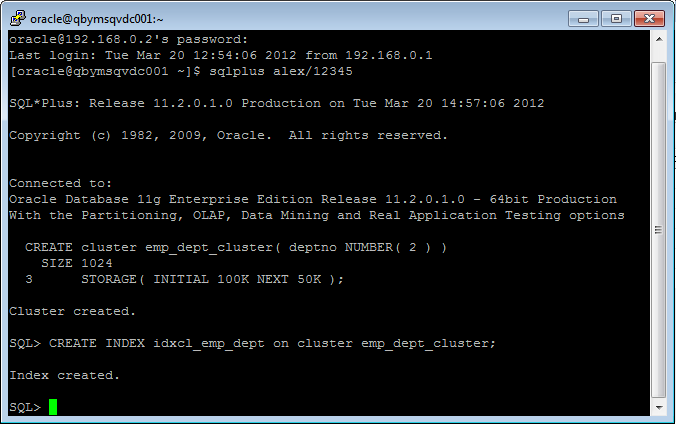 oracle@qbymsqvdc001:~
oracle@192.168.0.2's password:
Last login: Tue Mar 20 12:54:06 2012 from 192.168.0.1
[oracle@qbymsqvdc001 ~]$ sqlplus alex/12345
SQL*Plus: Release 11.2.0.1.0 Production on Tue Mar 20 14:57:06 2012
Copyright (c) 1982, 2009, Oracle.  All rights reserved.
Connected to:
Oracle Database 11g Enterprise Edition Release 11.2.0.1.0 - 64bit Production
With the Partitioning, OLAP, Data Mining and Real Application Testing options
  CREATE cluster emp_dept_cluster( deptno NUMBER( 2 ) )
    SIZE 1024
  3      STORAGE( INITIAL 100K NEXT 50K );
Cluster created.
SQL> CREATE INDEX idxcl_emp_dept on cluster emp_dept_cluster;
Index created.
SQL>